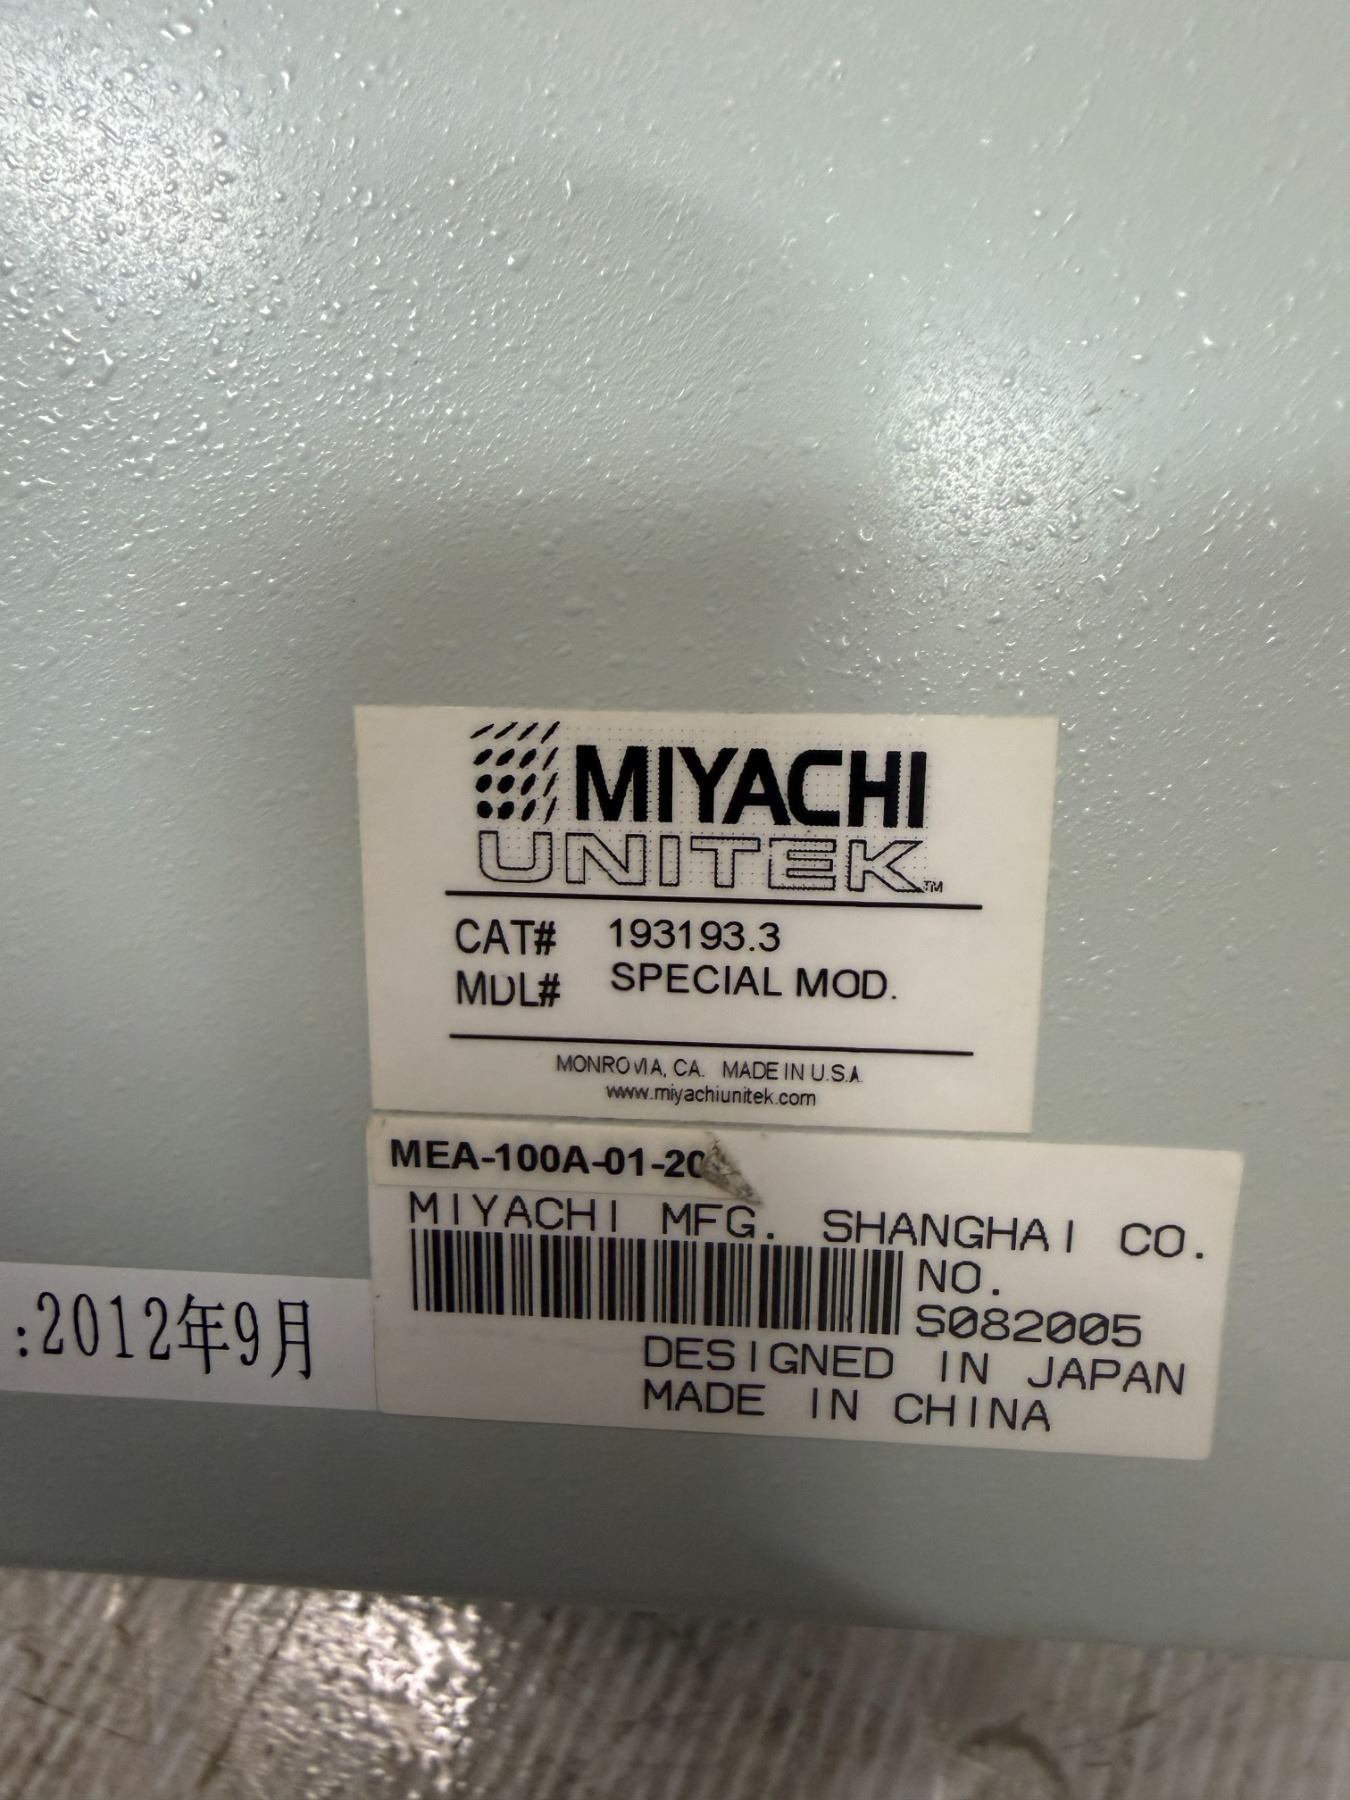 MIYACHI
UNITEK™
CAT# 193193.3
MDL# SPECIAL MOD.
MONROVIA, CA. MADE IN U.S.A.
www.miyachiunitek.com
MEA-100A-01-20
MIYACHI MFG. SHANGHAI CO.
NO.
S082005
DESIGNED IN JAPAN
MADE IN CHINA
:2012年9月